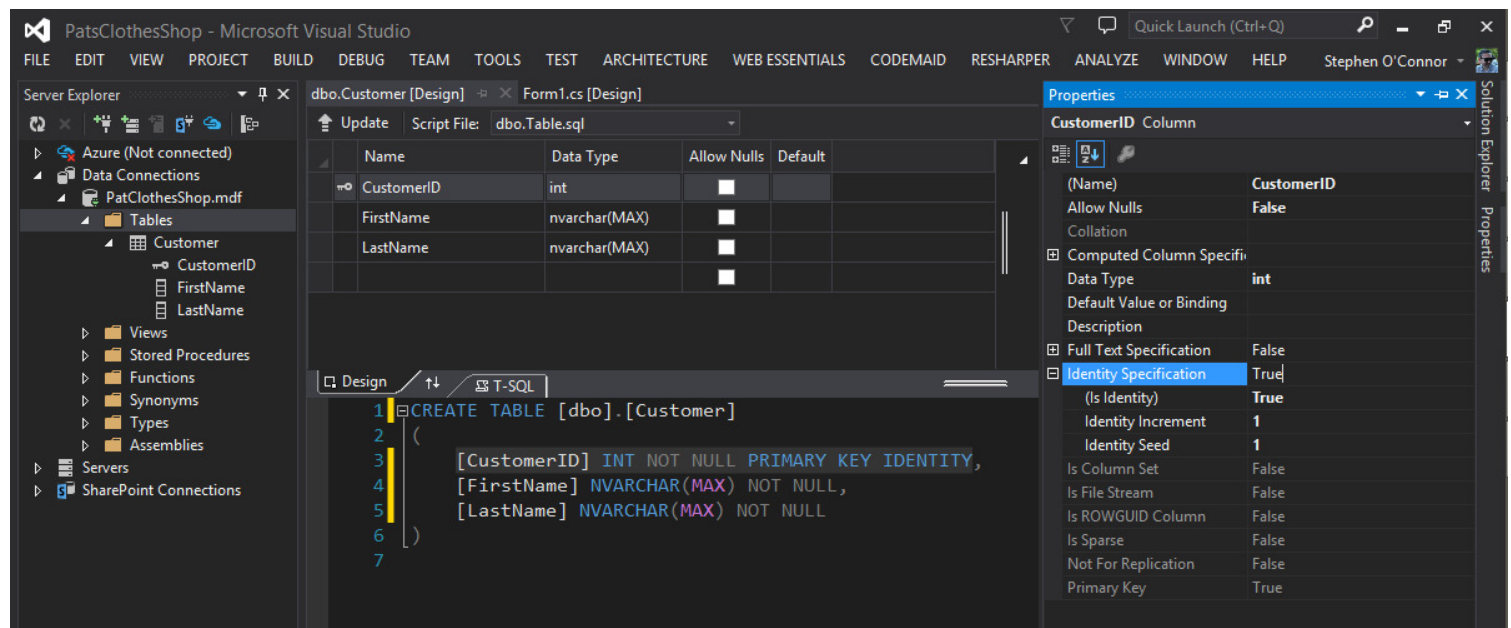 PatsClothesShop - Microsoft Visual Studio
Quick Launch (Ctrl+Q)
FILE EDIT VIEW PROJECT BUILD DEBUG TEAM TOOLS TEST ARCHITECTURE WEB ESSENTIALS CODEMAID RESHARPER ANALYZE WINDOW HELP Stephen O'Connor
Server Explorer
Azure (Not connected)
Data Connections
PatClothesShop.mdf
Tables
Customer
CustomerID
FirstName
LastName
Views
Stored Procedures
Functions
Synonyms
Types
Assemblies
Servers
SharePoint Connections
dbo.Customer [Design] Form1.cs [Design]
Update Script File: dbo.Table.sql
Name Data Type Allow Nulls Default
CustomerID int
FirstName nvarchar(MAX)
LastName nvarchar(MAX)
Design T-SQL
1 CREATE TABLE [dbo].[Customer]
2 (
3 [CustomerID] INT NOT NULL PRIMARY KEY IDENTITY,
4 [FirstName] NVARCHAR(MAX) NOT NULL,
5 [LastName] NVARCHAR(MAX) NOT NULL
6 )
7
Properties
CustomerID Column
(Name) CustomerID
Allow Nulls False
Collation
Computed Column Specifi
Data Type int
Default Value or Binding
Description
Full Text Specification False
Identity Specification True
(Is Identity) True
Identity Increment 1
Identity Seed 1
Is Column Set False
Is File Stream False
Is ROWGUID Column False
Is Sparse False
Not For Replication False
Primary Key True
Solution Explorer
Properties